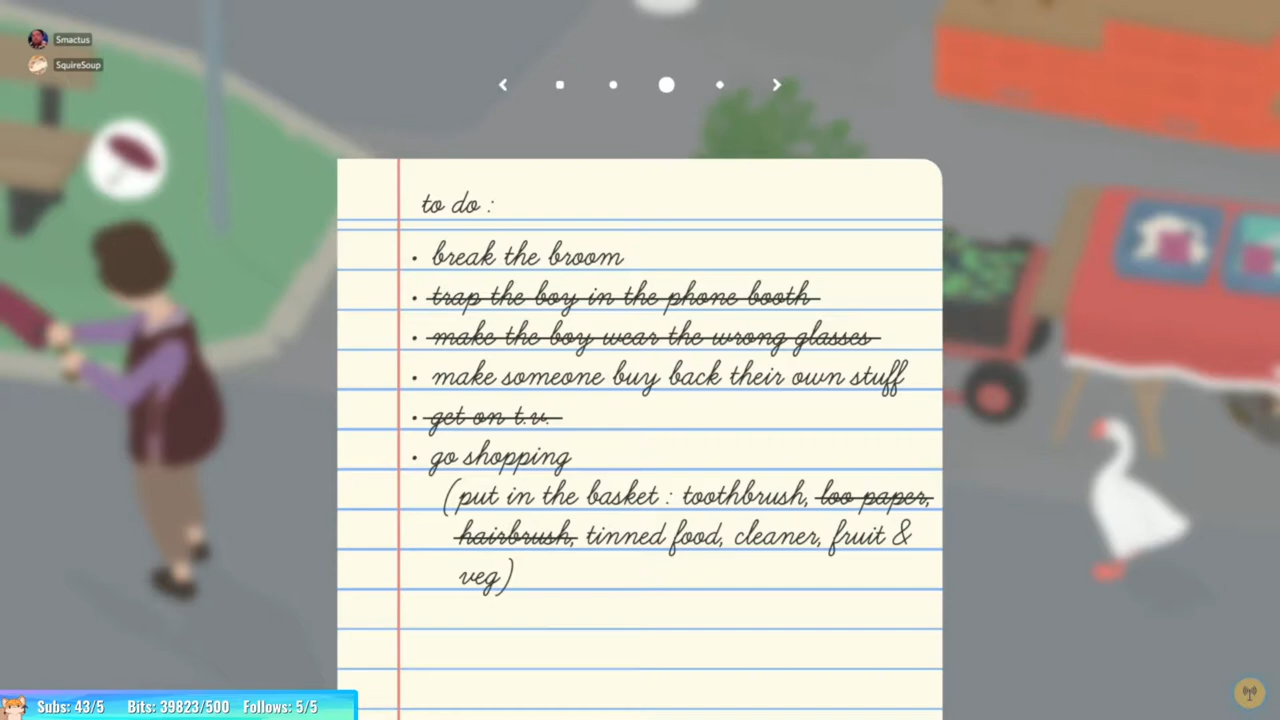 Smactus
SquireSoup
to do :
• break the broom
• trap the boy in the phone booth
• make the boy wear the wrong glasses
• make someone buy back their own stuff
• get on t.v.
• go shopping
(put in the basket : toothbrush, loo paper,
hairbrush, tinned food, cleaner, fruit &
veg)
Subs: 43/5 Bits: 39823/500 Follows: 5/5